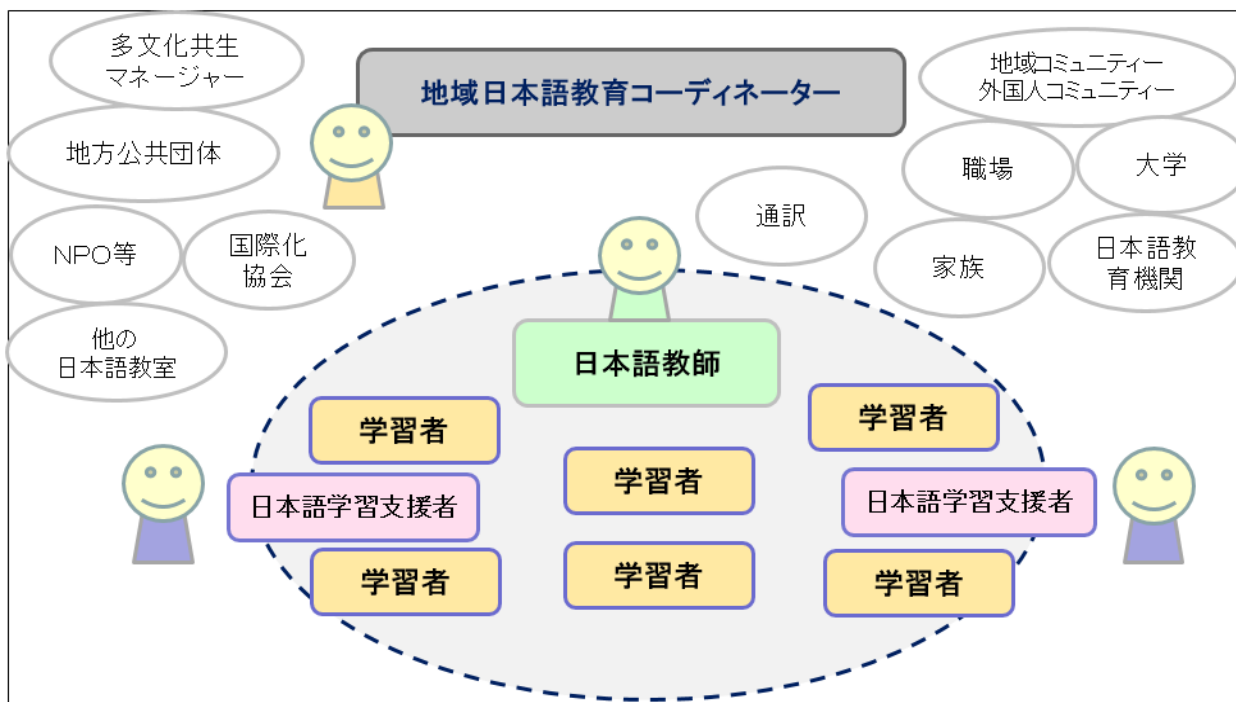 多文化共生
マネージャー
地域日本語教育コーディネーター
地域コミュニティー
外国人コミュニティー
地方公共団体
職場
大学
通訳
NPO等
国際化
協会
家族
日本語教
育機関
他の
日本語教室
日本語教師
学習者
学習者
学習者
日本語学習支援者
日本語学習支援者
学習者
学習者
学習者